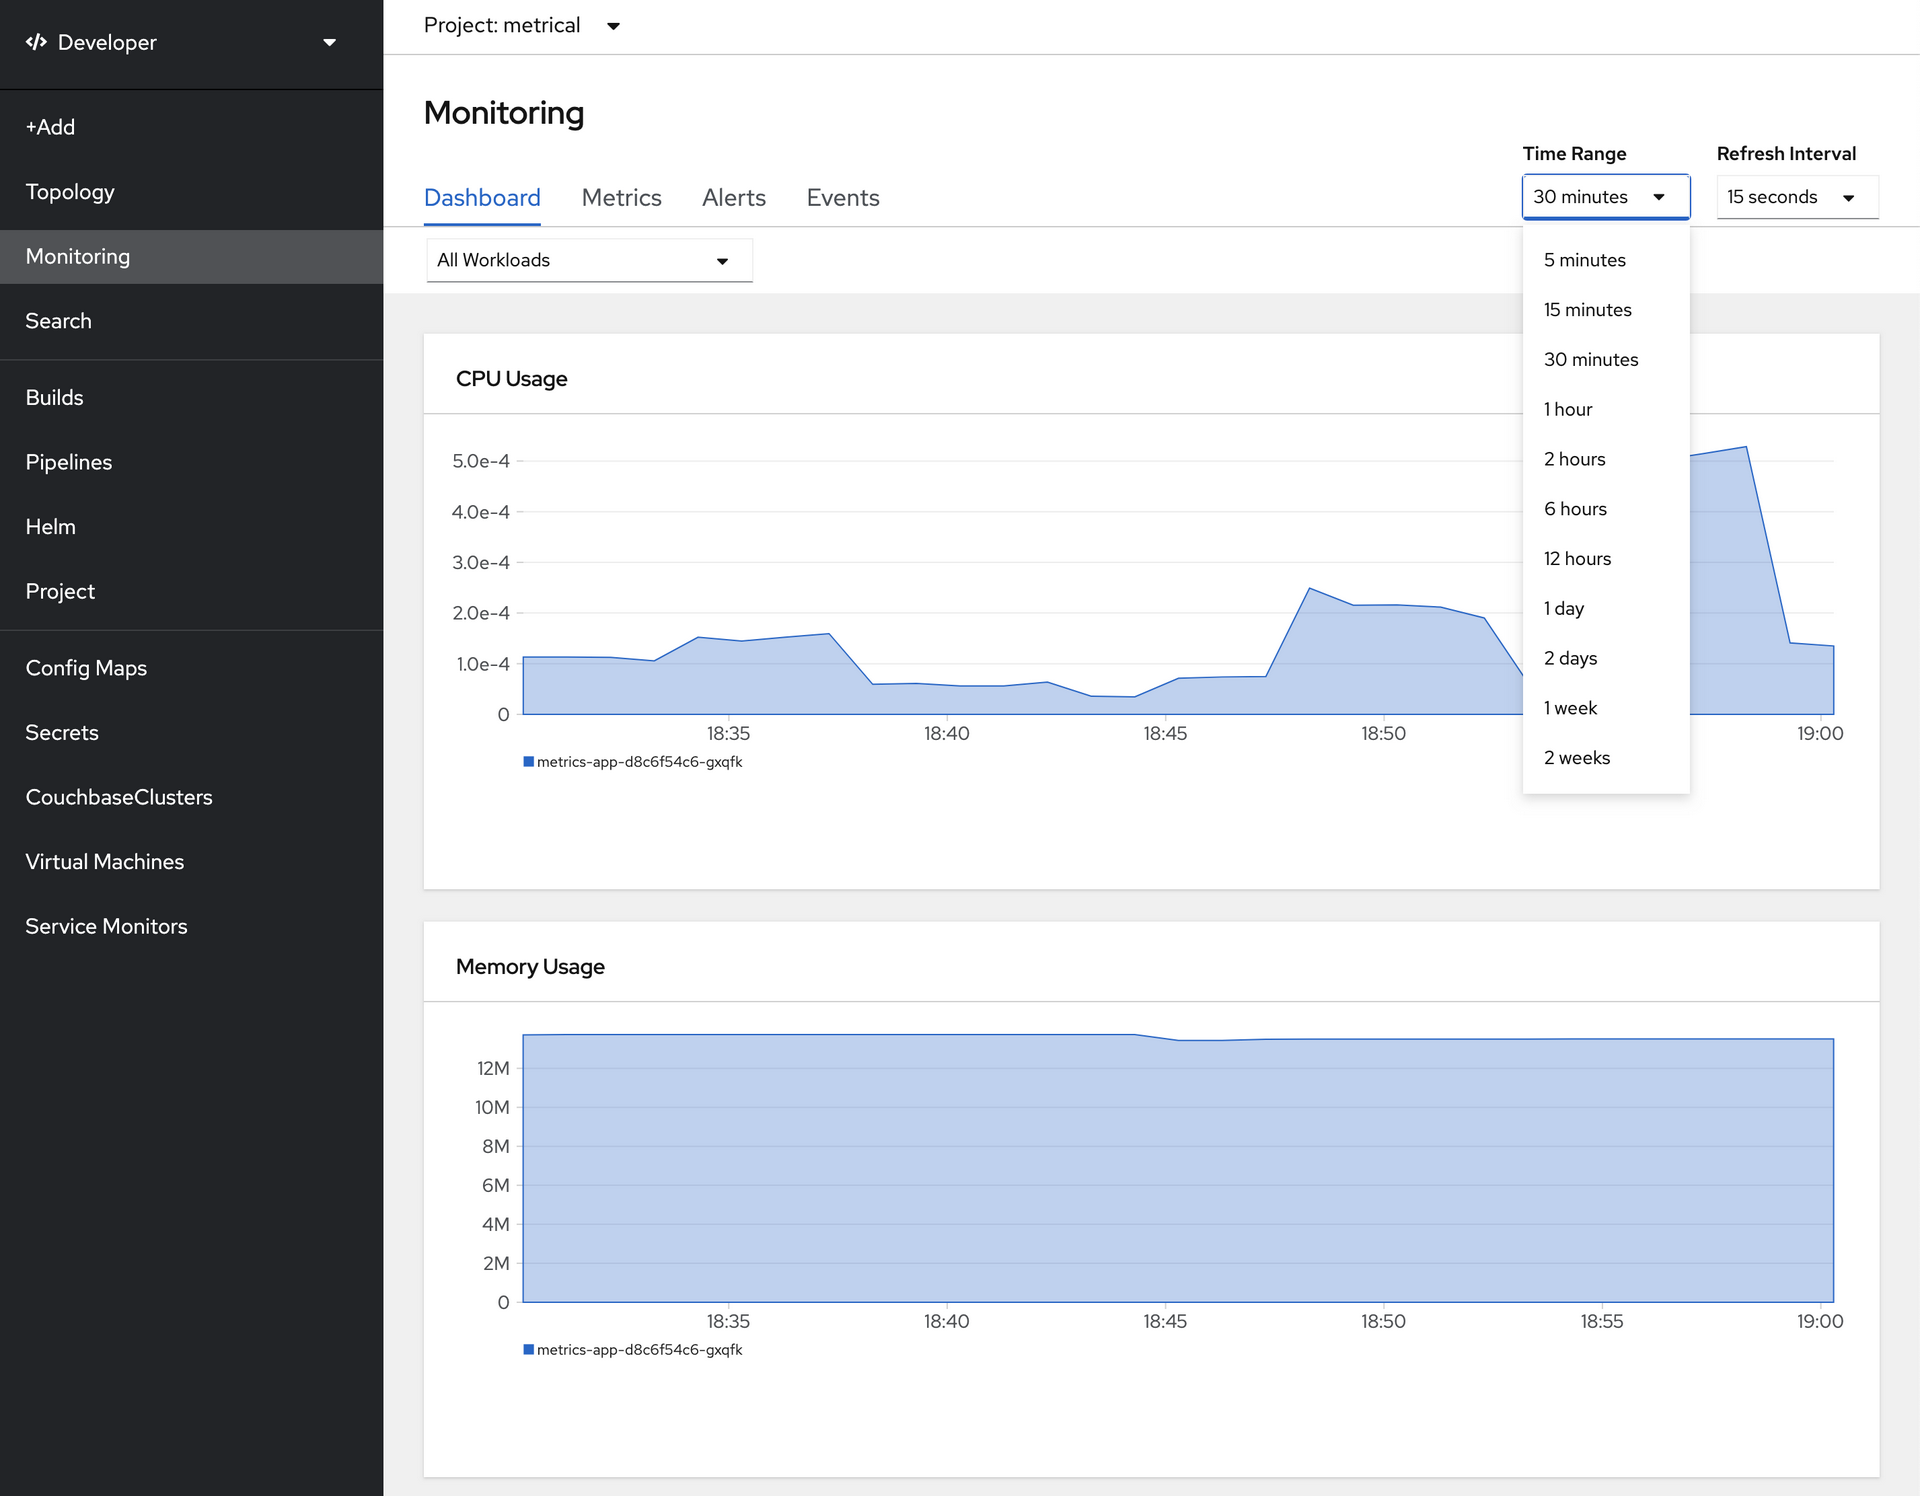 Developer
+Add
Topology
Monitoring
Search
Builds
Pipelines
Helm
Project
Config Maps
Secrets
CouchbaseClusters
Virtual Machines
Service Monitors
Project: metrical
Monitoring
Time Range
Refresh Interval
Dashboard Metrics Alerts Events
30 minutes
15 seconds
All Workloads
5 minutes
15 minutes
30 minutes
1 hour
2 hours
6 hours
12 hours
1 day
2 days
1 week
2 weeks
CPU Usage
5.0e-4
4.0e-4
3.0e-4
2.0e-4
1.0e-4
0
18:35 18:40 18:45 18:50 19:00
metrics-app-d8c6f54c6-gxqfk
Memory Usage
12M
10M
8M
6M
4M
2M
0
18:35 18:40 18:45 18:50 18:55 19:00
metrics-app-d8c6f54c6-gxqfk